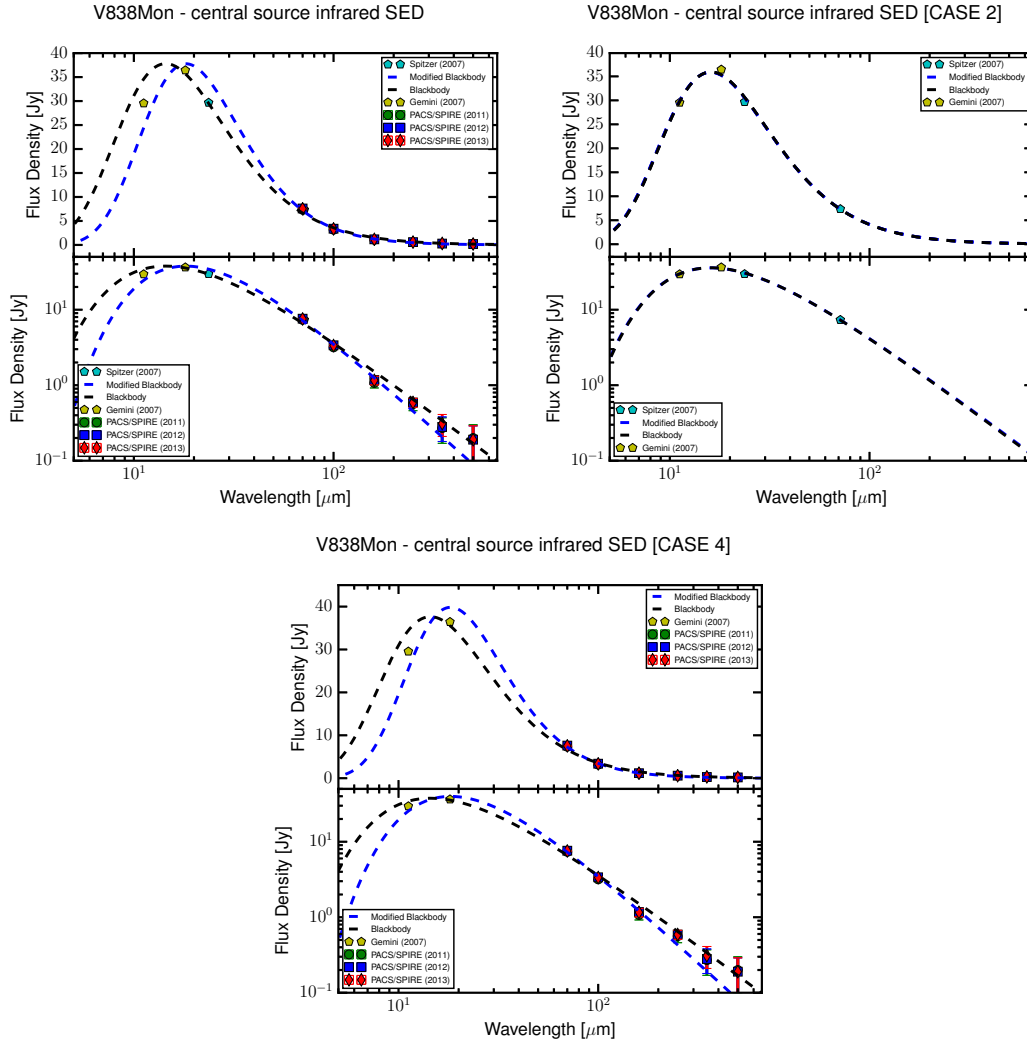 V838Mon - central source infrared SED
40
35
30
25
20
15
10
5
0
Flux Density [Jy]
Spitzer (2007)
Modified Blackbody
Blackbody
Gemini (2007)
PACS/SPIRE (2011)
PACS/SPIRE (2012)
PACS/SPIRE (2013)
10^1
10^0
10^−1
Flux Density [Jy]
Spitzer (2007)
Modified Blackbody
Blackbody
Gemini (2007)
PACS/SPIRE (2011)
PACS/SPIRE (2012)
PACS/SPIRE (2013)
10^1
10^2
Wavelength [μm]
V838Mon - central source infrared SED [CASE 2]
40
35
30
25
20
15
10
5
0
Flux Density [Jy]
Spitzer (2007)
Modified Blackbody
Blackbody
Gemini (2007)
10^1
10^0
10^−1
Flux Density [Jy]
Spitzer (2007)
Modified Blackbody
Blackbody
Gemini (2007)
10^1
10^2
Wavelength [μm]
V838Mon - central source infrared SED [CASE 4]
40
30
20
10
0
Flux Density [Jy]
Modified Blackbody
Blackbody
Gemini (2007)
PACS/SPIRE (2011)
PACS/SPIRE (2012)
PACS/SPIRE (2013)
10^1
10^0
10^−1
Flux Density [Jy]
Modified Blackbody
Blackbody
Gemini (2007)
PACS/SPIRE (2011)
PACS/SPIRE (2012)
PACS/SPIRE (2013)
10^1
10^2
Wavelength [μm]